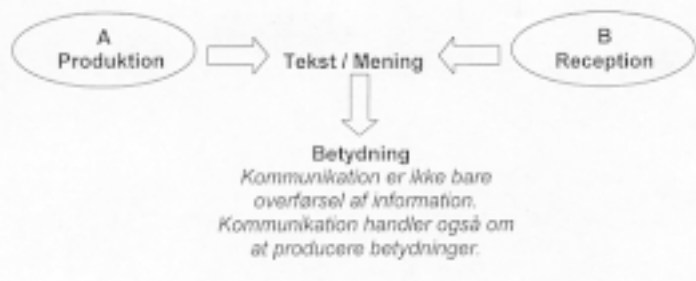 A
Produktion
Tekst / Mening
B
Reception
Betydning
Kommunikation er ikke bare
overførsel af information.
Kommunikation handler også om
at producere betydninger.